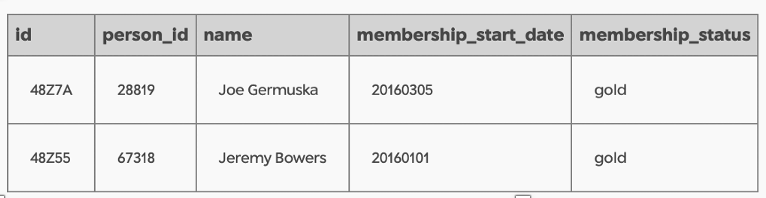 id person_id name membership_start_date membership_status
48Z7A 28819 Joe Germuska 20160305 gold
48Z55 67318 Jeremy Bowers 20160101 gold